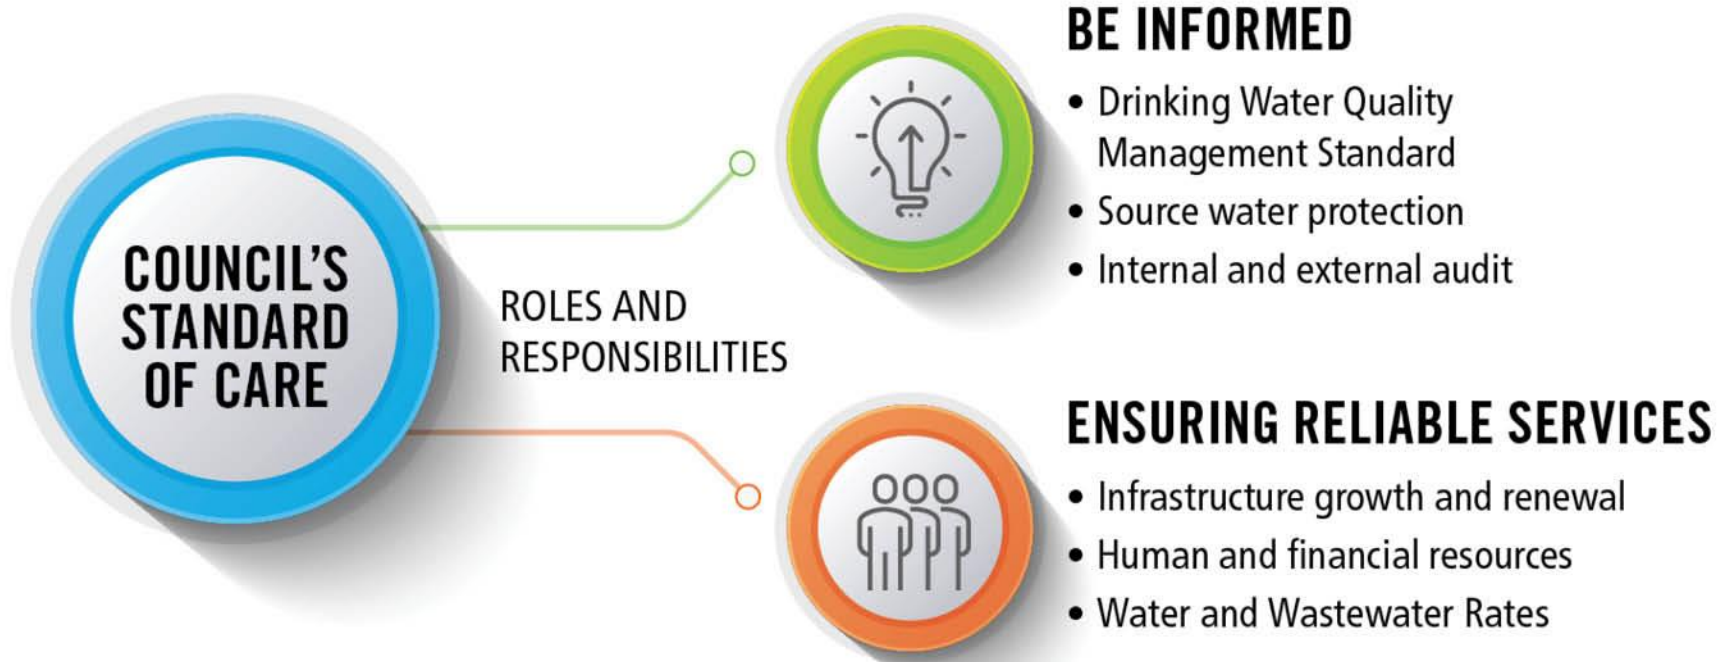 COUNCIL'S
STANDARD
OF CARE
ROLES AND
RESPONSIBILITIES
BE INFORMED
• Drinking Water Quality
Management Standard
• Source water protection
• Internal and external audit
ENSURING RELIABLE SERVICES
• Infrastructure growth and renewal
• Human and financial resources
• Water and Wastewater Rates